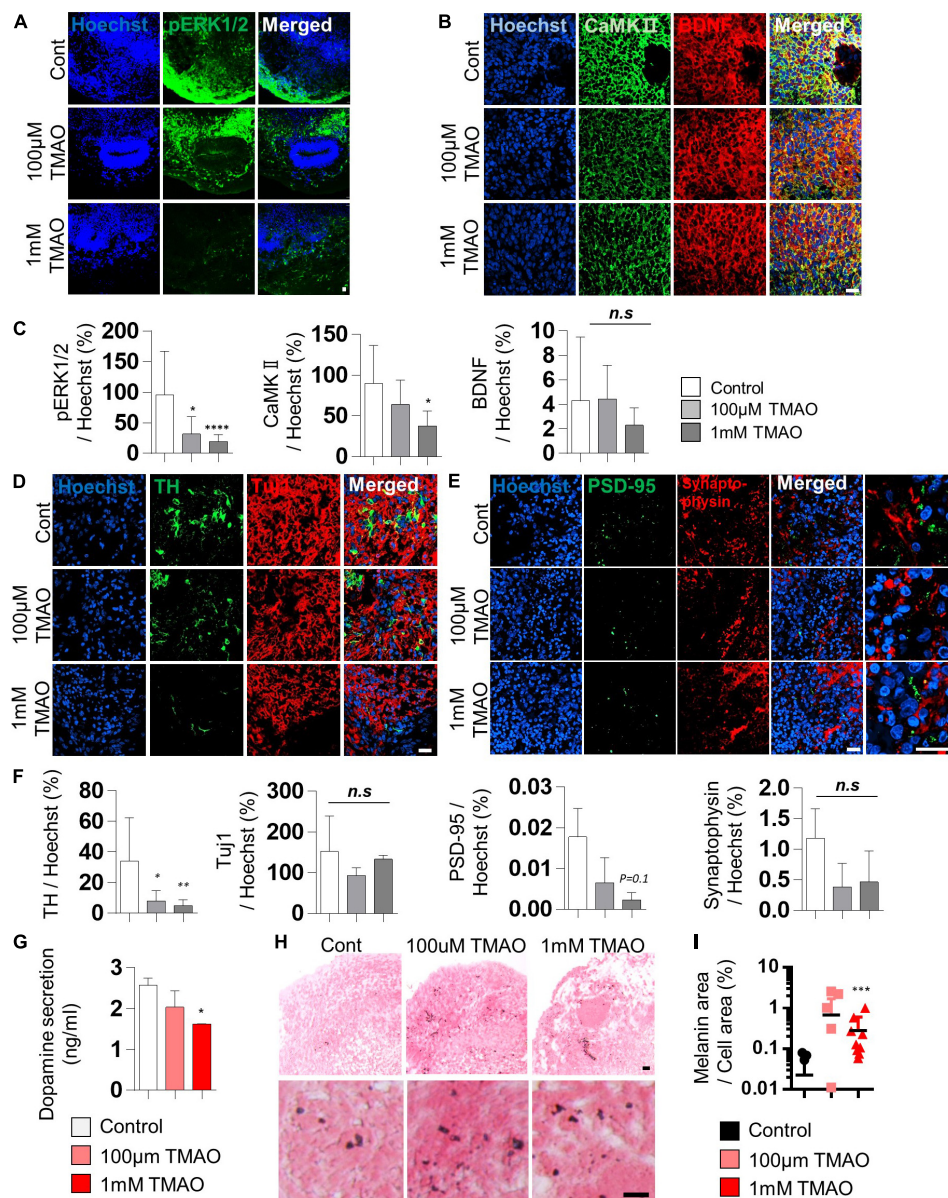 A
Hoechst pERK1/2 Merged
Cont
100µM
TMAO
1mM
TMAO
B
Hoechst CaMKⅡ BDNF Merged
Cont
100µM
TMAO
1mM
TMAO
C
pERK1/2
/ Hoechst (%)
200
150
100
50
0
*
****
CaMK Ⅱ
/ Hoechst (%)
150
100
50
0
*
BDNF
/ Hoechst (%)
10
8
6
4
2
0
n.s
Control
100µM TMAO
1mM TMAO
D
Hoechst TH Tuj1 Merged
Cont
100µM
TMAO
1mM
TMAO
E
Hoechst PSD-95 Synapto-
physin Merged
Cont
100µM
TMAO
1mM
TMAO
F
TH / Hoechst (%)
80
60
40
20
0
*
**
Tuj1
/ Hoechst (%)
300
200
100
0
n.s
PSD-95 /
Hoechst (%)
0.03
0.02
0.01
0.00
P=0.1
Synaptophysin
/ Hoechst (%)
2.0
1.5
1.0
0.5
0.0
n.s
G
Dopamine secretion
(ng/ml)
3
2
1
0
*
Control
100µm TMAO
1mM TMAO
H
Cont 100uM TMAO 1mM TMAO
I
Melanin area
/ Cell area (%)
10
1
0.1
0.01
***
Control
100µm TMAO
1mM TMAO